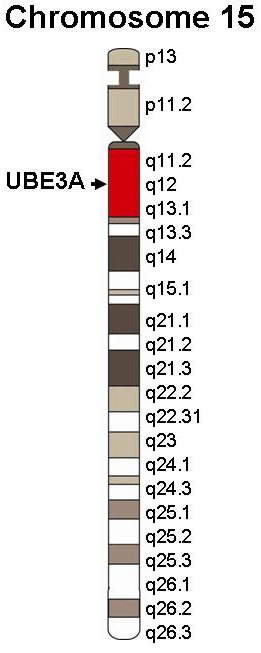 Chromosome 15
p13
p11.2
q11.2
UBE3A
q12
q13.1
q13.3
q14
q15.1
q21.1
q21.2
q21.3
q22.2
q22.31
q23
q24.1
q24.3
q25.1
q25.2
q25.3
q26.1
q26.2
q26.3